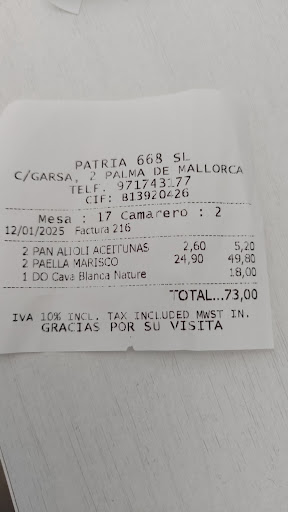 PATRIA 668 SL
C/GARSA, 2 PALMA DE MALLORCA
TELF. 971743177
CIF: B13920426
Mesa : 17 Camarero : 2
12/01/2025 Factura 216
2 PAN ALIOLI ACEITUNAS 2,60 5,20
2 PAELLA MARISCO 24,90 49,80
1 DO Cava Blanca Nature 18,00
TOTAL...73,00
IVA 10% INCL. TAX INCLUDED MWST IN.
GRACIAS POR SU VISITA